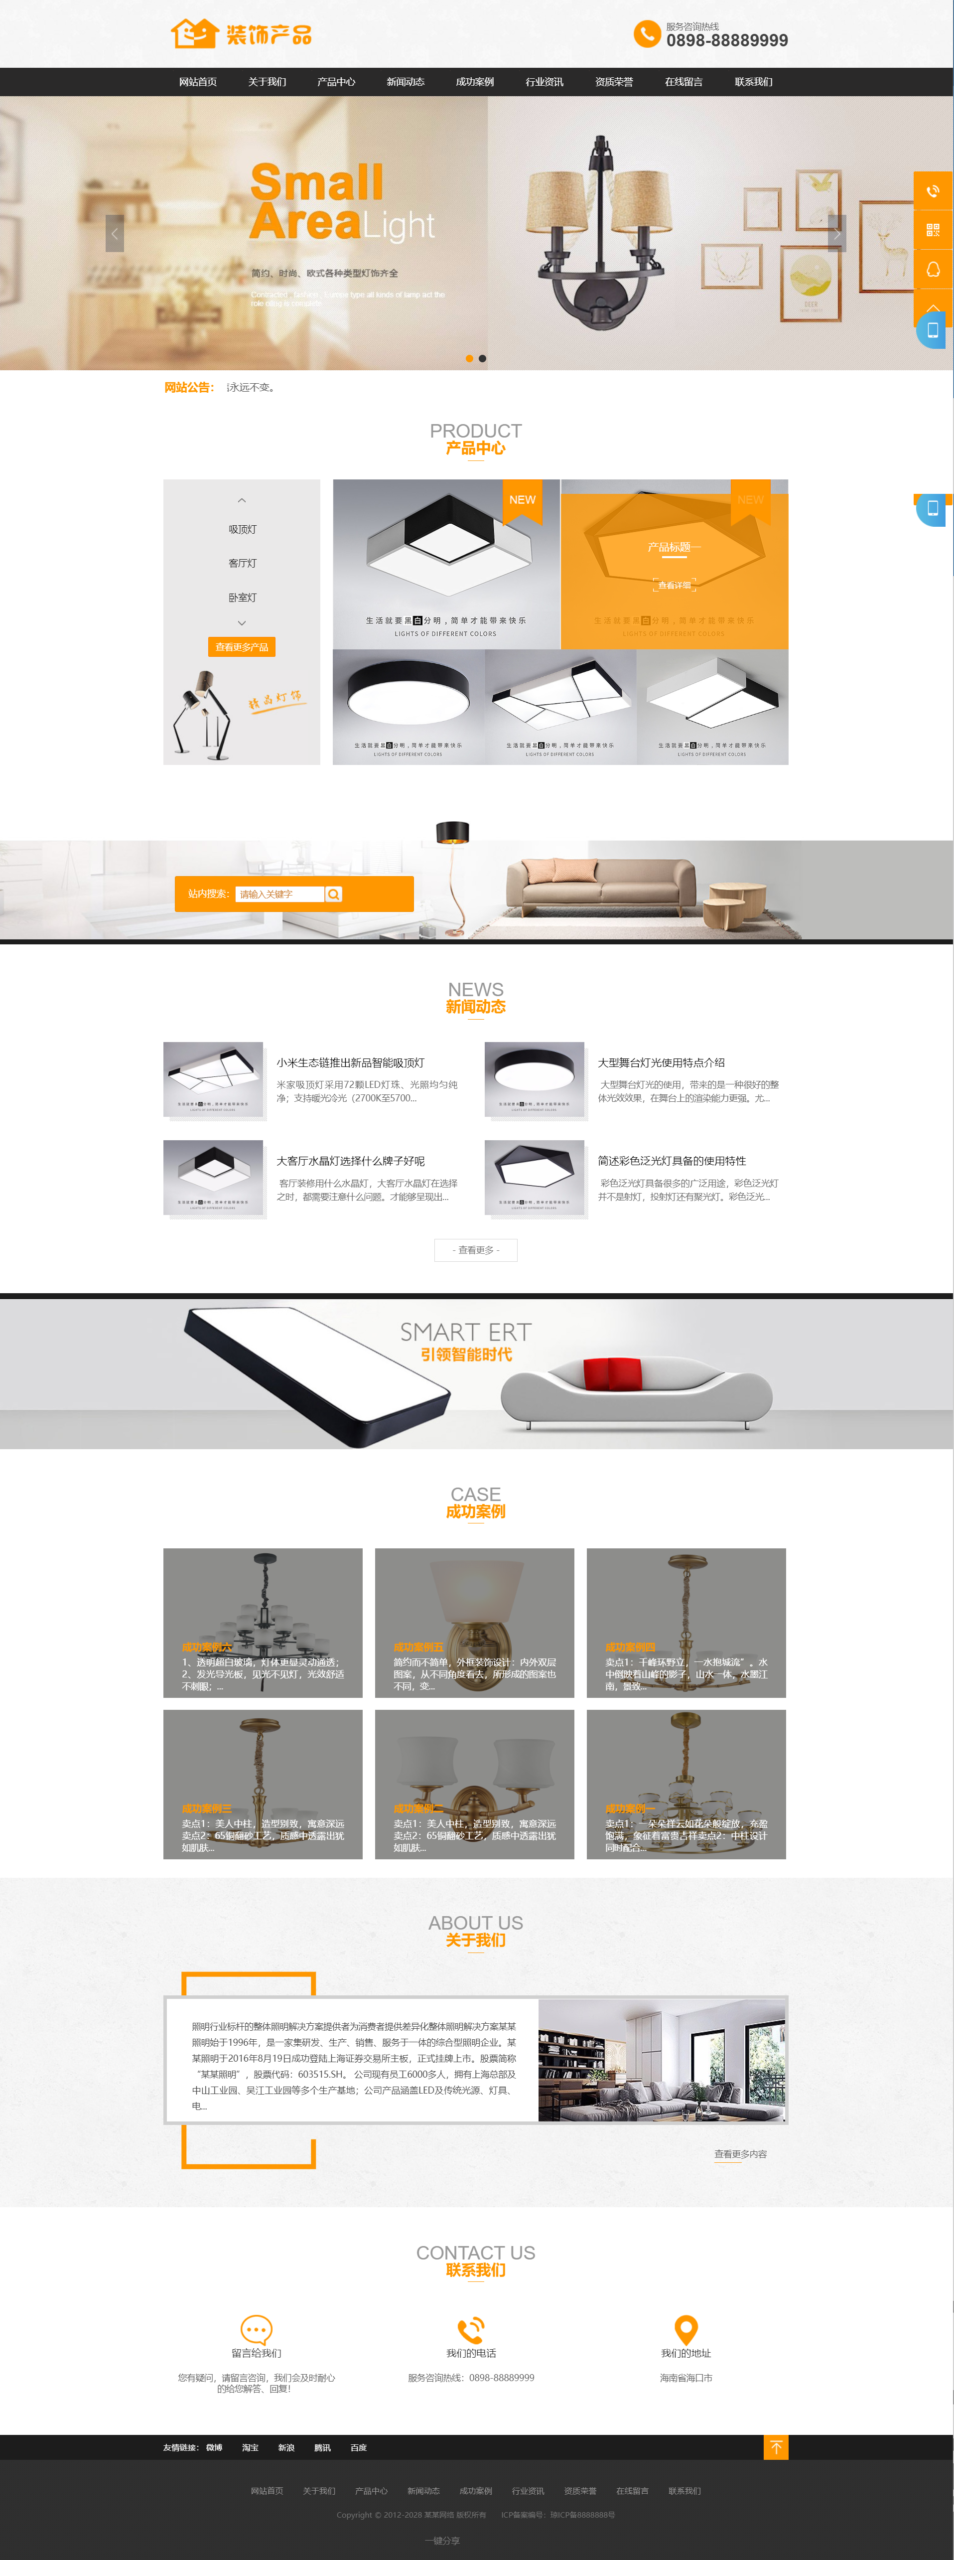 装饰产品
服务咨询热线
0898-88889999
网站首页 关于我们 产品中心 新闻动态 成功案例 行业资讯 资质荣誉 在线留言 联系我们
Small
Area Light
简约、时尚、欧式各种类型灯饰齐全
网站公告：
永远不变。
PRODUCT
产品中心
吸顶灯
客厅灯
卧室灯
查看更多产品
精品灯饰
NEW
生活就要黑白分明，简单才能带来快乐
LIGHTS OF DIFFERENT COLORS
NEW
产品标题一
查看详细
生活就要黑白分明，简单才能带来快乐
LIGHTS OF DIFFERENT COLORS
生活就要黑白分明，简单才能带来快乐
LIGHTS OF DIFFERENT COLORS
生活就要黑白分明，简单才能带来快乐
LIGHTS OF DIFFERENT COLORS
生活就要黑白分明，简单才能带来快乐
LIGHTS OF DIFFERENT COLORS
站内搜索：
请输入关键字
NEWS
新闻动态
小米生态链推出新品智能吸顶灯
米家吸顶灯采用72颗LED灯珠、光照均匀纯
净；支持暖光冷光（2700K至5700...
大型舞台灯光使用特点介绍
大型舞台灯光的使用，带来的是一种很好的整
体光效效果，在舞台上的渲染能力更强。尤...
大客厅水晶灯选择什么牌子好呢
客厅装修用什么水晶灯，大客厅水晶灯在选择
之时，都需要注意什么问题。才能够呈现出...
简述彩色泛光灯具备的使用特性
彩色泛光灯具备很多的广泛用途，彩色泛光灯
并不是射灯，投射灯还有聚光灯。彩色泛光...
- 查看更多 -
SMART ERT
引领智能时代
CASE
成功案例
成功案例六
1、透明超白玻璃，灯体更显灵动通透；
2、发光导光板，见光不见灯，光效舒适
不刺眼；...
成功案例五
简约而不简单，外框装饰设计：内外双层
图案，从不同角度看去，所形成的图案也
不同，变...
成功案例四
卖点1：千峰环野立，一水抱城流”。水
中倒映着山峰的影子，山水一体，水墨江
南，景致...
成功案例三
卖点1：美人中柱，造型别致，寓意深远
卖点2：65铜翻砂工艺，质感中透露出犹
如肌肤...
成功案例二
卖点1：美人中柱，造型别致，寓意深远
卖点2：65铜翻砂工艺，质感中透露出犹
如肌肤...
成功案例一
卖点1：一朵朵祥云如花朵般绽放，充盈
饱满，象征着富贵吉祥卖点2：中柱设计
同时配合...
ABOUT US
关于我们
照明行业标杆的整体照明解决方案提供者为消费者提供差异化整体照明解决方案某某
照明始于1996年，是一家集研发、生产、销售、服务于一体的综合型照明企业。某
某照明于2016年8月19日成功登陆上海证券交易所主板，正式挂牌上市。股票简称
“某某照明”，股票代码：603515.SH。 公司现有员工6000多人，拥有上海总部及
中山工业园、吴江工业园等多个生产基地；公司产品涵盖LED及传统光源、灯具、
电...
查看更多内容
CONTACT US
联系我们
留言给我们
您有疑问，请留言咨询，我们会及时耐心
的给您解答、回复！
我们的电话
服务咨询热线：0898-88889999
我们的地址
海南省海口市
友情链接： 微博 淘宝 新浪 腾讯 百度
网站首页 关于我们 产品中心 新闻动态 成功案例 行业资讯 资质荣誉 在线留言 联系我们
Copyright © 2012-2028 某某网络 版权所有 ICP备案编号：琼ICP备8888888号
一键分享